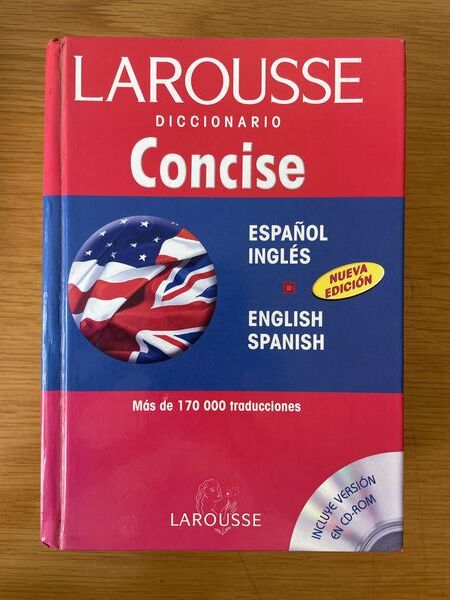 LAROUSSE
DICCIONARIO
Concise
ESPAÑOL
INGLÉS
NUEVA
EDICIÓN
ENGLISH
SPANISH
Más de 170 000 traducciones
LAROUSSE
INCLUYE VERSIÓN
EN CD-ROM